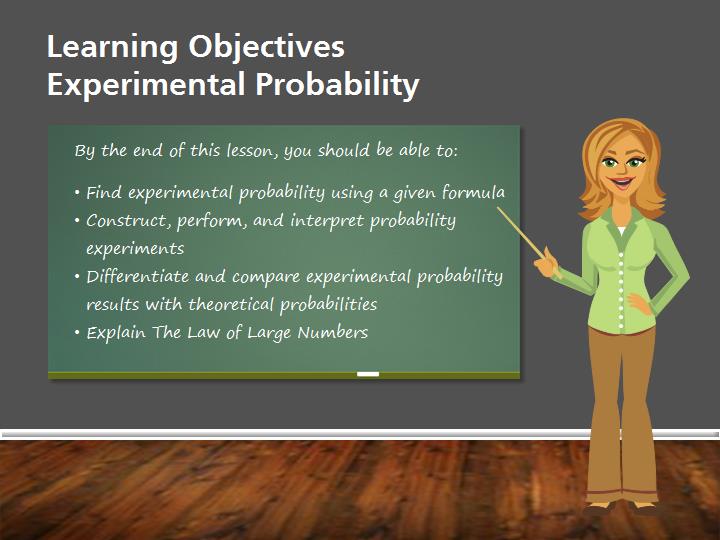 Learning Objectives
Experimental Probability
By the end of this lesson, you should be able to:
• Find experimental probability using a given formula
• Construct, perform, and interpret probability
experiments
• Differentiate and compare experimental probability
results with theoretical probabilities
• Explain The Law of Large Numbers